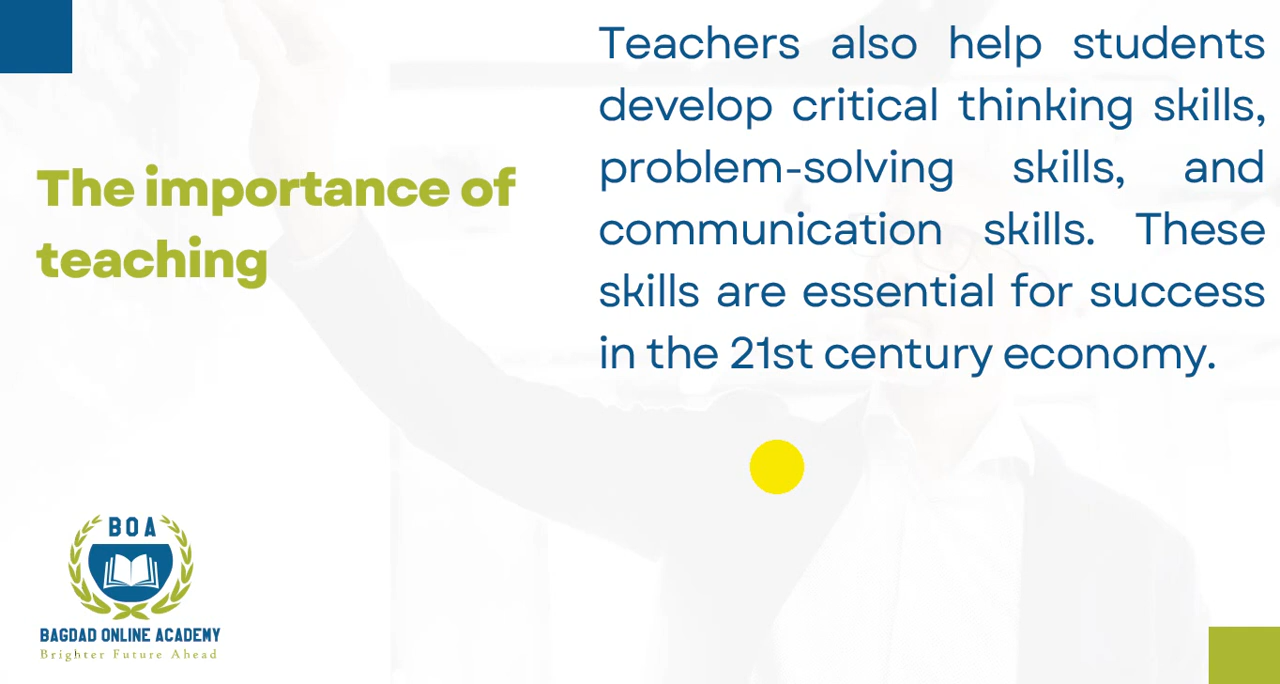 The importance of
teaching
Teachers also help students
develop critical thinking skills,
problem-solving skills, and
communication skills. These
skills are essential for success
in the 21st century economy.
BOA
BAGDAD ONLINE ACADEMY
Brighter Future Ahead